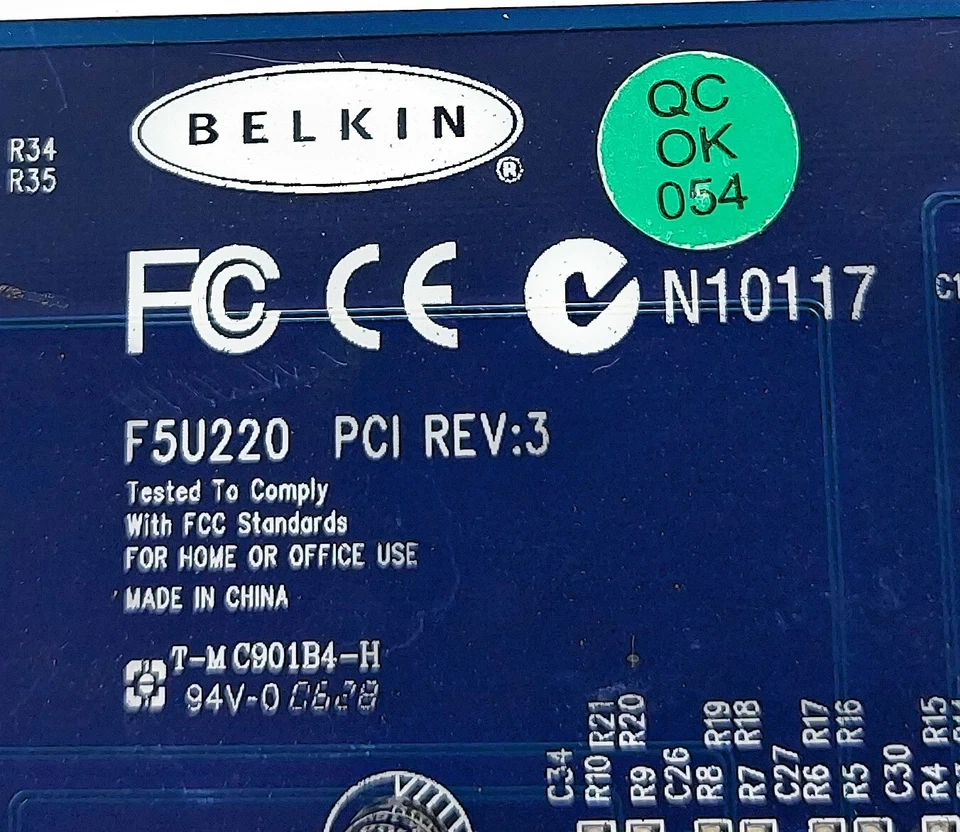 BELKIN
®
QC
OK
054
R34
R35
FC CE N10117
C1
F5U220 PCI REV:3
Tested To Comply
With FCC Standards
FOR HOME OR OFFICE USE
MADE IN CHINA
T-M C901B4-H
94V-0 0628
C34
R10 R21
R9 R20
C26
R8 R19
R7 R18
C27
R6 R17
R5 R16
C30
R4 R15